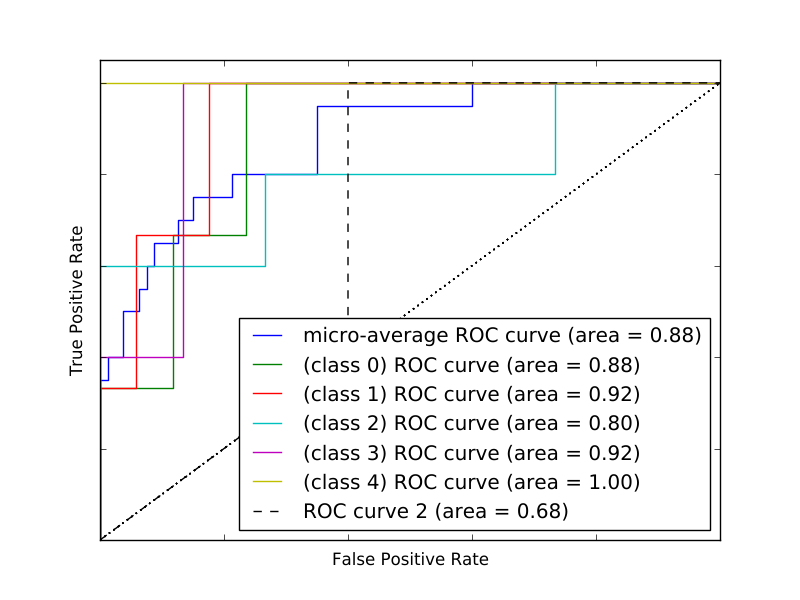 True Positive Rate
micro-average ROC curve (area = 0.88)
(class 0) ROC curve (area = 0.88)
(class 1) ROC curve (area = 0.92)
(class 2) ROC curve (area = 0.80)
(class 3) ROC curve (area = 0.92)
(class 4) ROC curve (area = 1.00)
ROC curve 2 (area = 0.68)
False Positive Rate